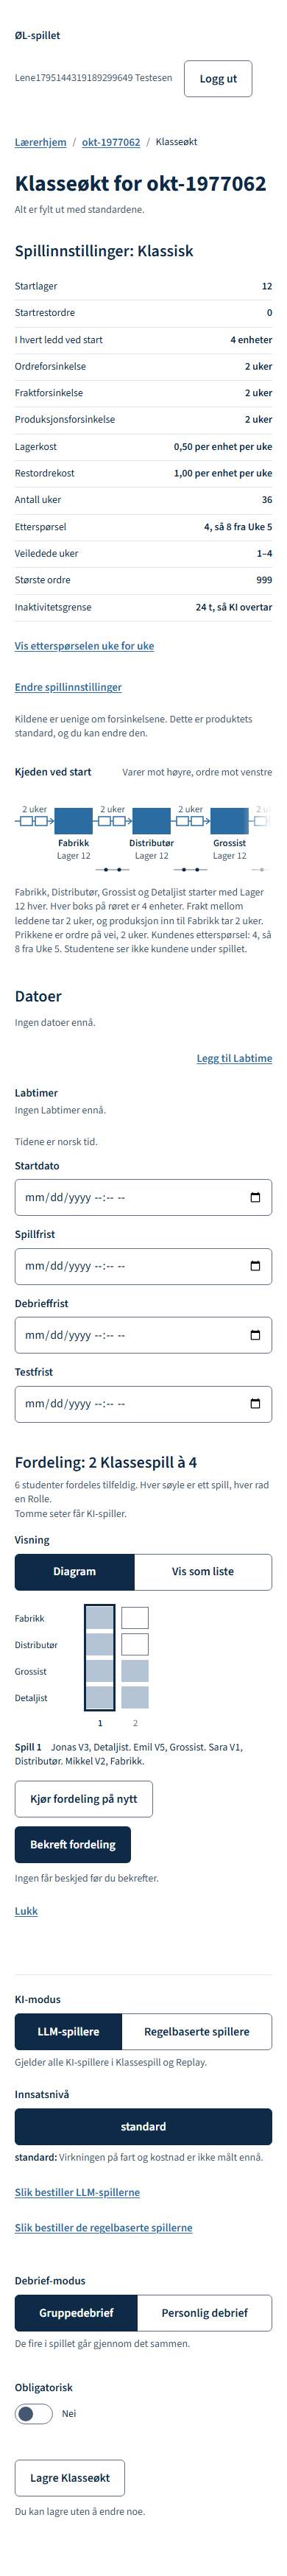 ØL-spillet
Lene1795144319189299649 Testesen
Logg ut
Lærerhjem / okt-1977062 / Klasseøkt
Klasseøkt for okt-1977062
Alt er fylt ut med standardene.
Spillinnstillinger: Klassisk
Startlager 12
Startrestordre 0
I hvert ledd ved start 4 enheter
Ordreforsinkelse 2 uker
Fraktforsinkelse 2 uker
Produksjonsforsinkelse 2 uker
Lagerkost 0,50 per enhet per uke
Restordrekost 1,00 per enhet per uke
Antall uker 36
Etterspørsel 4, så 8 fra Uke 5
Veiledede uker 1–4
Største ordre 999
Inaktivitetsgrense 24 t, så KI overtar
Vis etterspørselen uke for uke
Endre spillinnstillinger
Kildene er uenige om forsinkelsene. Dette er produktets
standard, og du kan endre den.
Kjeden ved start Varer mot høyre, ordre mot venstre
2 uker 2 uker 2 uker
Fabrikk Distributør Grossist
Lager 12 Lager 12 Lager 12
Fabrikk, Distributør, Grossist og Detaljist starter med Lager
12 hver. Hver boks på røret er 4 enheter. Frakt mellom
leddene tar 2 uker, og produksjon inn til Fabrikk tar 2 uker.
Prikkene er ordre på vei, 2 uker. Kundenes etterspørsel: 4, så
8 fra Uke 5. Studentene ser ikke kundene under spillet.
Datoer
Ingen datoer ennå.
Legg til Labtime
Labtimer
Ingen Labtimer ennå.
Tidene er norsk tid.
Startdato
mm/dd/yyyy --:-- --
Spillfrist
mm/dd/yyyy --:-- --
Debrieffrist
mm/dd/yyyy --:-- --
Testfrist
mm/dd/yyyy --:-- --
Fordeling: 2 Klassespill à 4
6 studenter fordeles tilfeldig. Hver søyle er ett spill, hver rad
en Rolle.
Tomme seter får KI-spiller.
Visning
Diagram Vis som liste
Fabrikk
Distributør
Grossist
Detaljist
1 2
Spill 1 Jonas V3, Detaljist. Emil V5, Grossist. Sara V1,
Distributør. Mikkel V2, Fabrikk.
Kjør fordeling på nytt
Bekreft fordeling
Ingen får beskjed før du bekrefter.
Lukk
KI-modus
LLM-spillere Regelbaserte spillere
Gjelder alle KI-spillere i Klassespill og Replay.
Innsatsnivå
standard
standard: Virkningen på fart og kostnad er ikke målt ennå.
Slik bestiller LLM-spillerne
Slik bestiller de regelbaserte spillerne
Debrief-modus
Gruppedebrief Personlig debrief
De fire i spillet går gjennom det sammen.
Obligatorisk
Nei
Lagre Klasseøkt
Du kan lagre uten å endre noe.